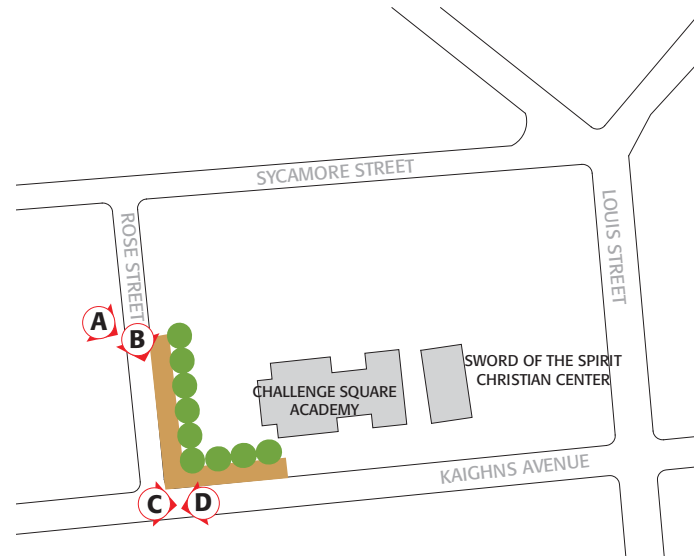 SYCAMORE STREET
ROSE STREET
LOUIS STREET
A
B
SWORD OF THE SPIRIT
CHRISTIAN CENTER
CHALLENGE SQUARE
ACADEMY
KAIGHNS AVENUE
C
D